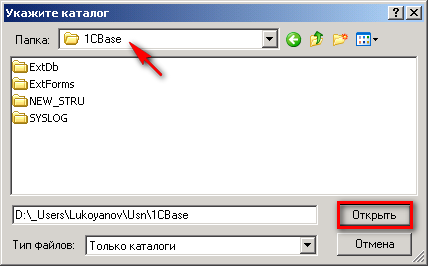 Укажите каталог
Папка: 1CBase
ExtDb
ExtForms
NEW_STRU
SYSLOG
D:\_Users\Lukoyanov\Usn\1CBase Открыть
Тип файлов: Только каталоги Отмена